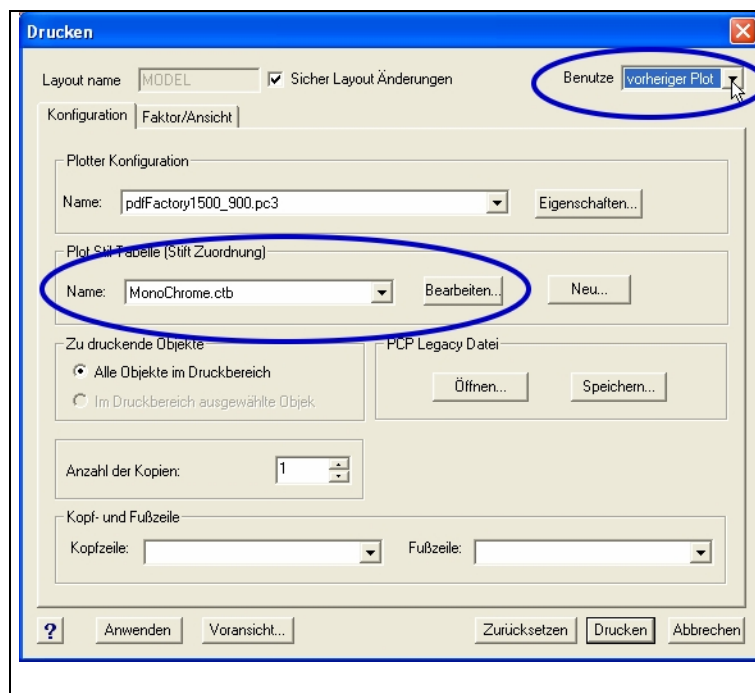 Drucken
Layout name MODEL Sicher Layout Änderungen Benutze vorheriger Plot
Konfiguration Faktor/Ansicht
Plotter Konfiguration
Name: pdfFactory1500_900.pc3 Eigenschaften...
Plot Stil Tabelle (Stift Zuordnung)
Name: MonoChrome.ctb Bearbeiten... Neu...
Zu druckende Objekte PCP Legacy Datei
Alle Objekte im Druckbereich Öffnen... Speichern...
Im Druckbereich ausgewählte Objek
Anzahl der Kopien: 1
Kopf- und Fußzeile
Kopfzeile: Fußzeile:
? Anwenden Voransicht... Zurücksetzen Drucken Abbrechen